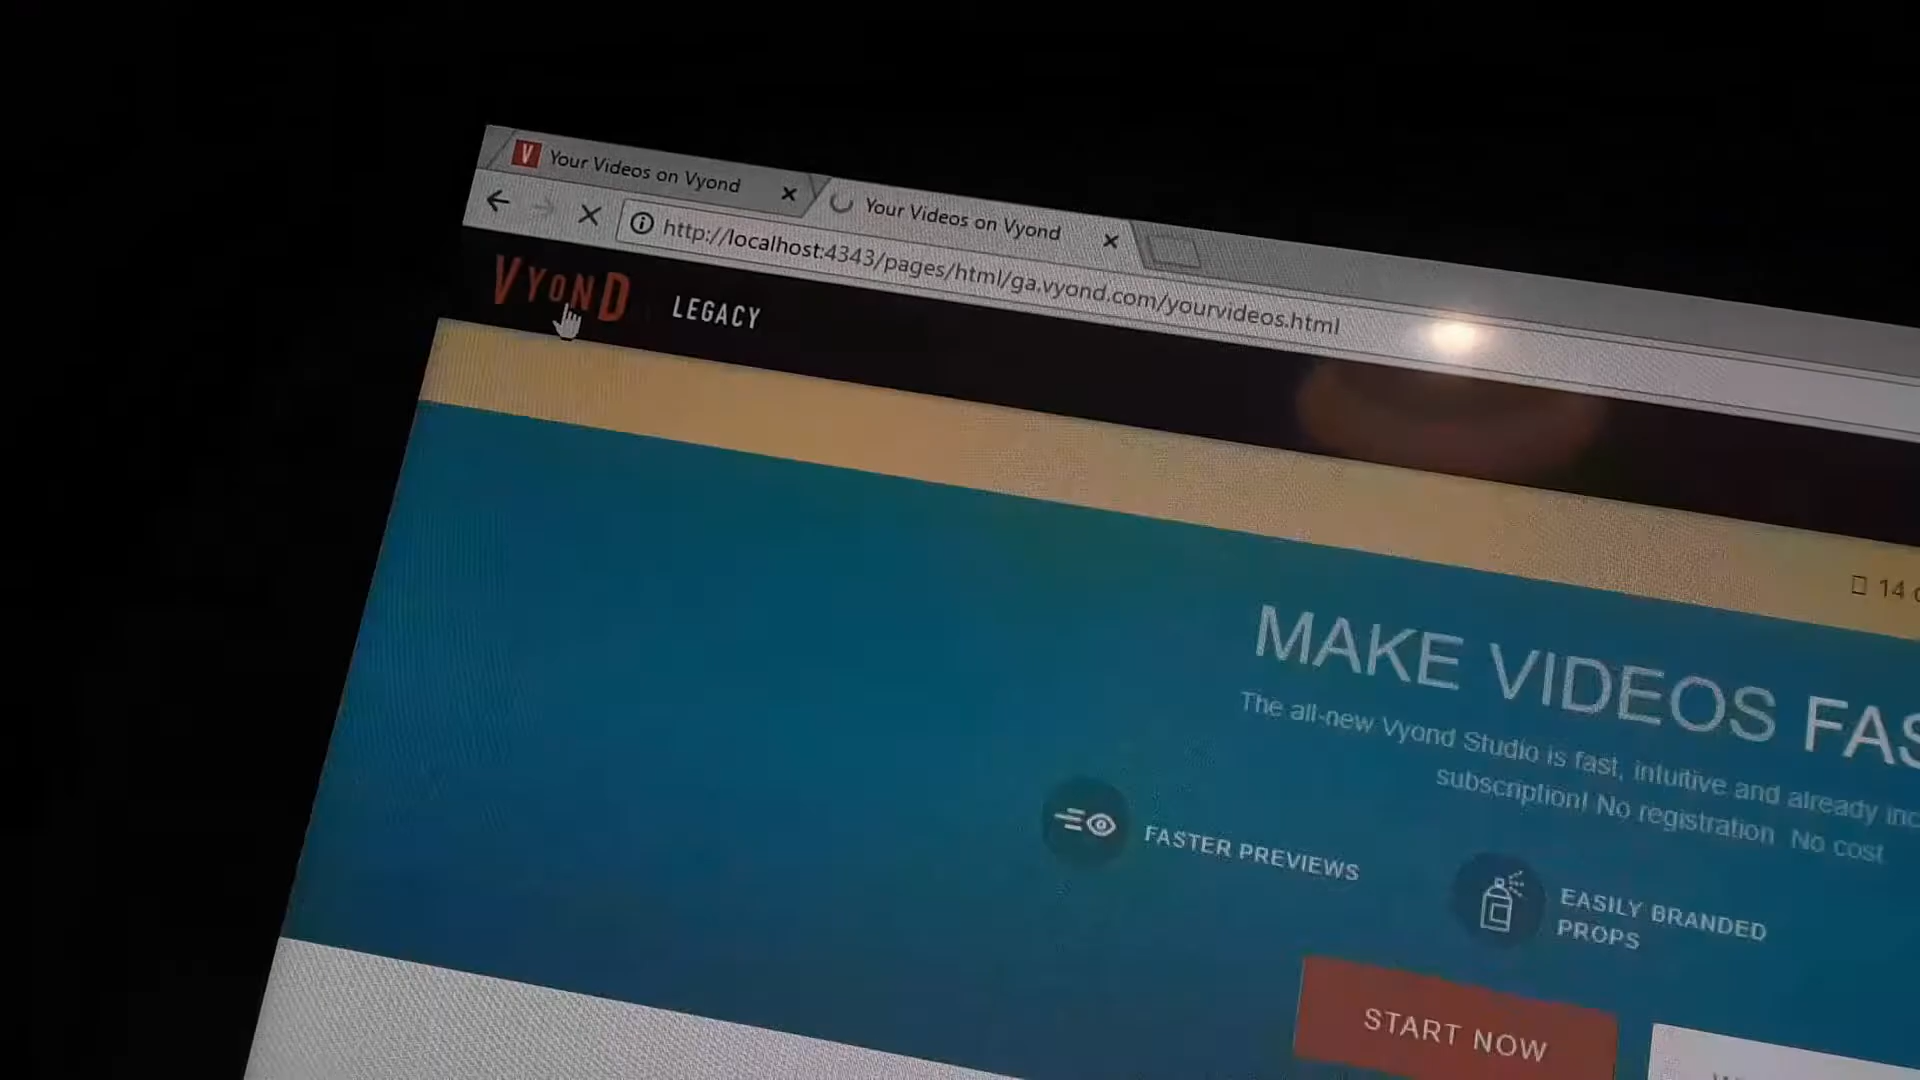 V Your Videos on Vyond
Your Videos on Vyond
http://localhost:4343/pages/html/ga.vyond.com/yourvideos.html
VYOND LEGACY
14
MAKE VIDEOS FAS
The all-new Vyond Studio is fast, intuitive and already inc
subscription! No registration. No cost
FASTER PREVIEWS
EASILY BRANDED
PROPS
START NOW